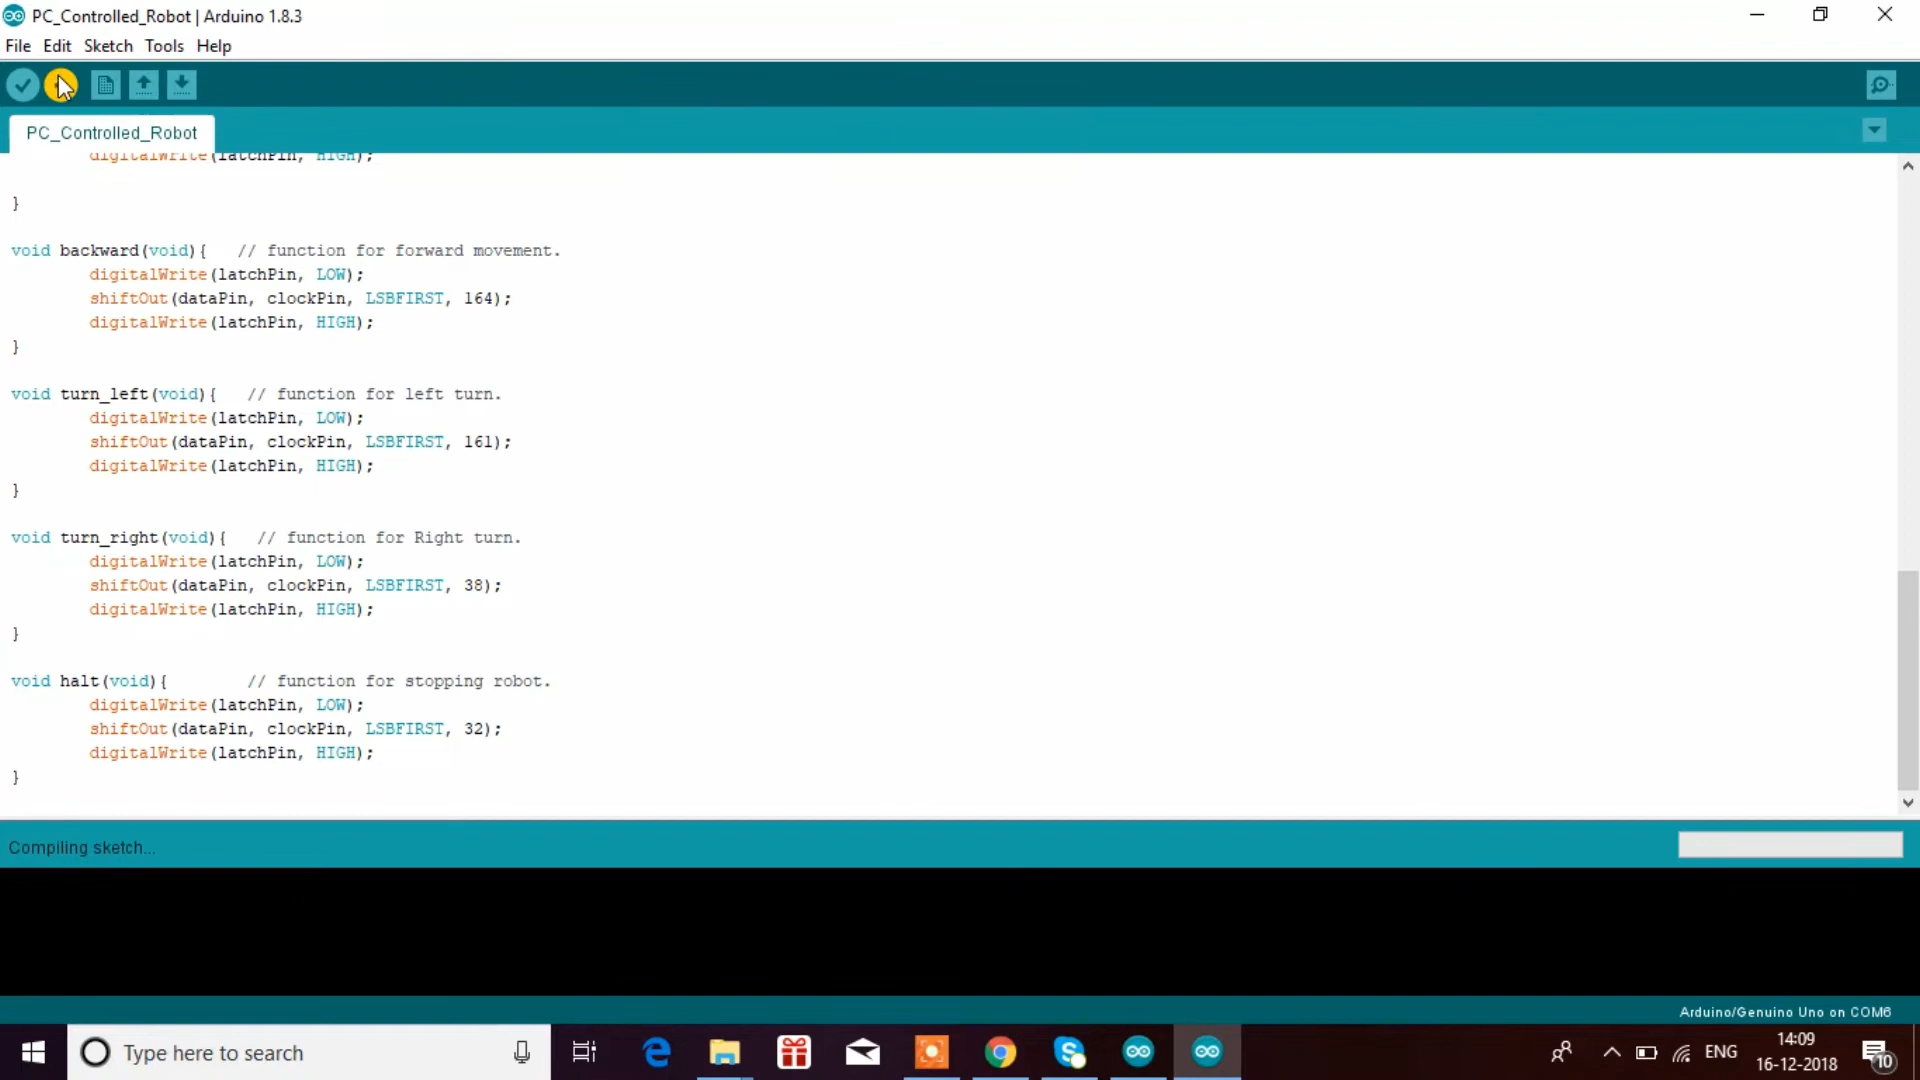 PC_Controlled_Robot | Arduino 1.8.3
File Edit Sketch Tools Help
PC_Controlled_Robot
digitalWrite(latchPin, HIGH);
}
void backward(void){   // function for forward movement.
digitalWrite(latchPin, LOW);
shiftOut(dataPin, clockPin, LSBFIRST, 164);
digitalWrite(latchPin, HIGH);
}
void turn_left(void){   // function for left turn.
digitalWrite(latchPin, LOW);
shiftOut(dataPin, clockPin, LSBFIRST, 161);
digitalWrite(latchPin, HIGH);
}
void turn_right(void){   // function for Right turn.
digitalWrite(latchPin, LOW);
shiftOut(dataPin, clockPin, LSBFIRST, 38);
digitalWrite(latchPin, HIGH);
}
void halt(void){        // function for stopping robot.
digitalWrite(latchPin, LOW);
shiftOut(dataPin, clockPin, LSBFIRST, 32);
digitalWrite(latchPin, HIGH);
}
Compiling sketch...
Arduino/Genuino Uno on COM6
Type here to search
ENG
14:09
16-12-2018
10